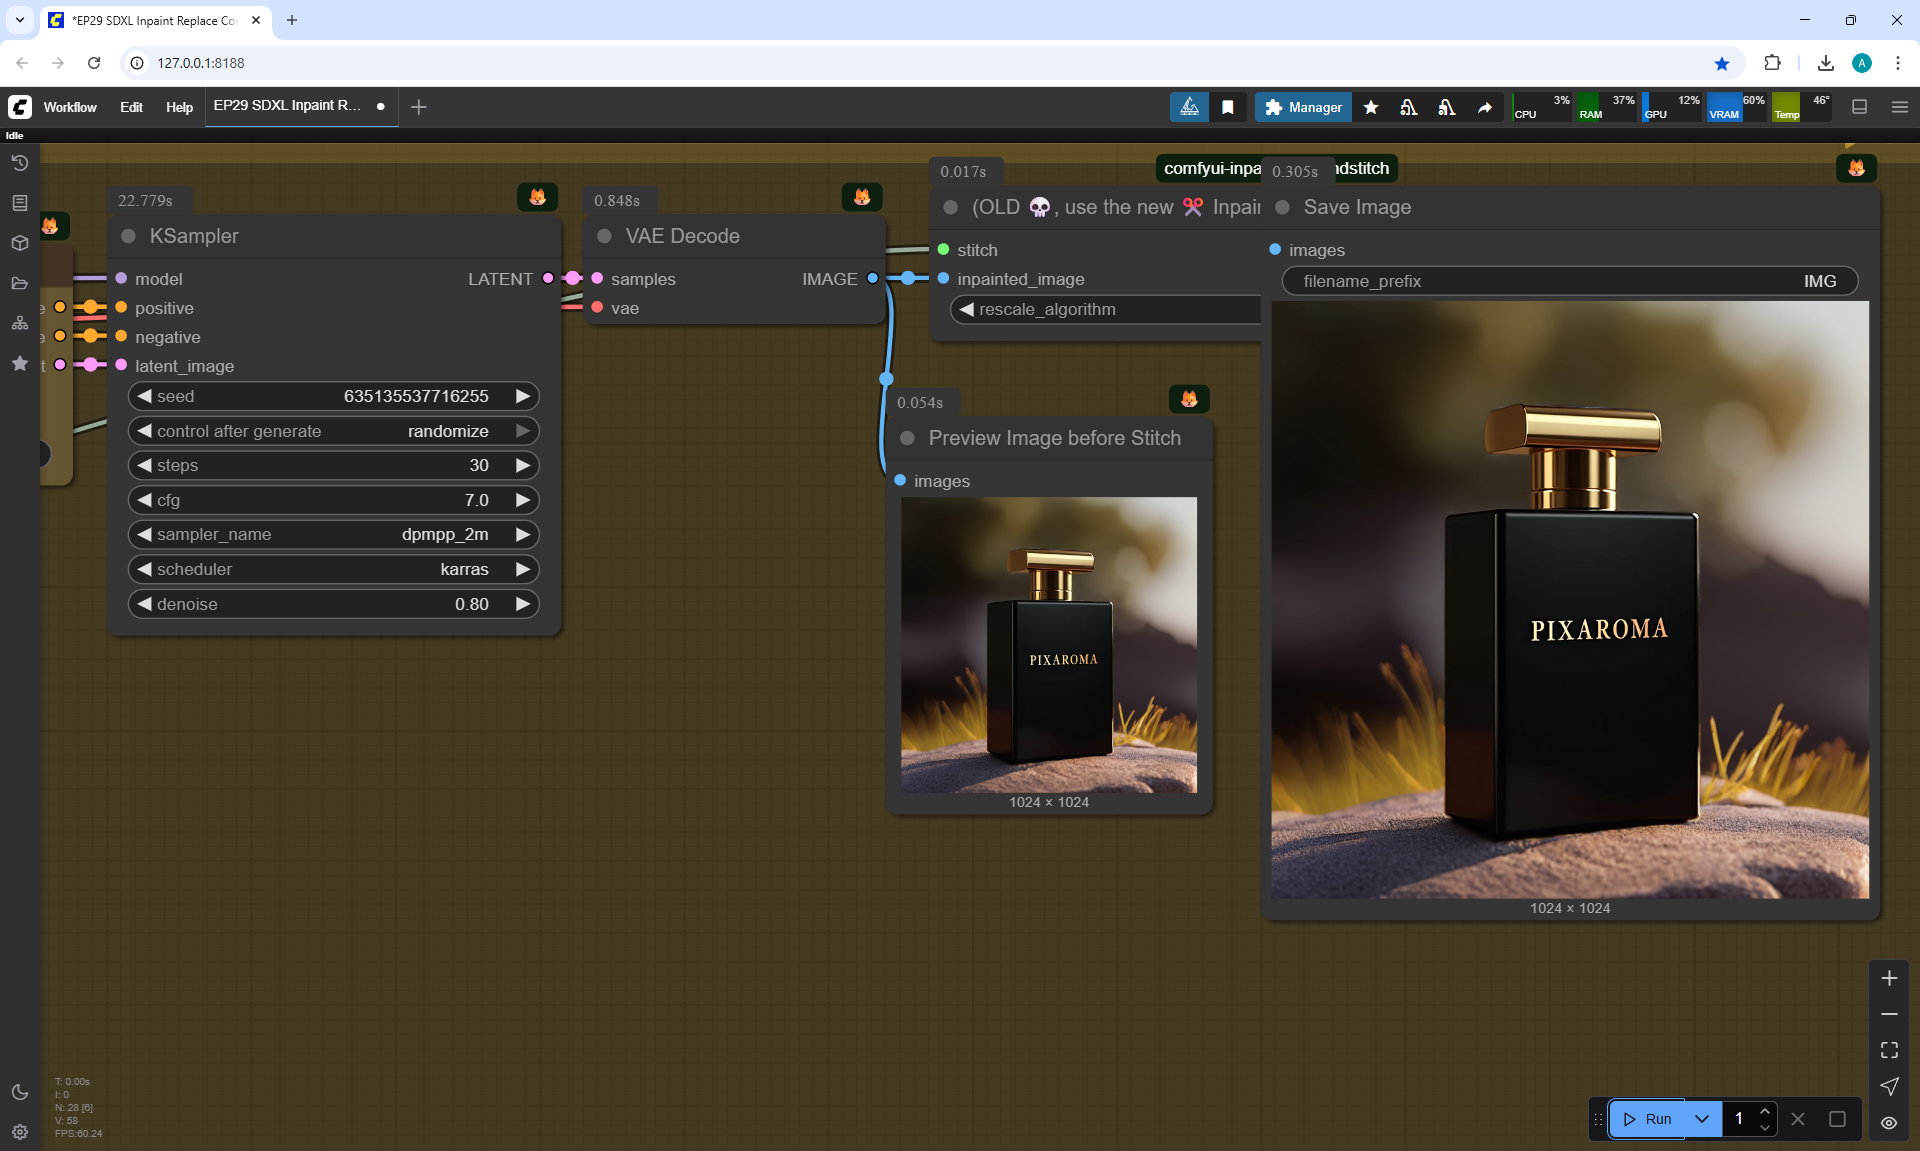 *EP29 SDXL Inpaint Replace Co
127.0.0.1:8188
Workflow Edit Help EP29 SDXL Inpaint R...
Manager
CPU 3% RAM 37% GPU 12% VRAM 60% Temp 46°
Idle
22.779s
KSampler
model LATENT
positive
negative
latent_image
seed 635135537716255
control after generate randomize
steps 30
cfg 7.0
sampler_name dpmpp_2m
scheduler karras
denoise 0.80
0.848s
VAE Decode
samples IMAGE
vae
0.017s
comfyui-inpa ndstitch
(OLD 💀, use the new ✂️ Inpair
stitch
inpainted_image
rescale_algorithm
0.054s
Preview Image before Stitch
images
PIXAROMA
1024 × 1024
0.305s
Save Image
images
filename_prefix IMG
PIXAROMA
1024 × 1024
T: 0.00s
I: 0
N: 28 [6]
V: 58
FPS:60.24
Run 1
A